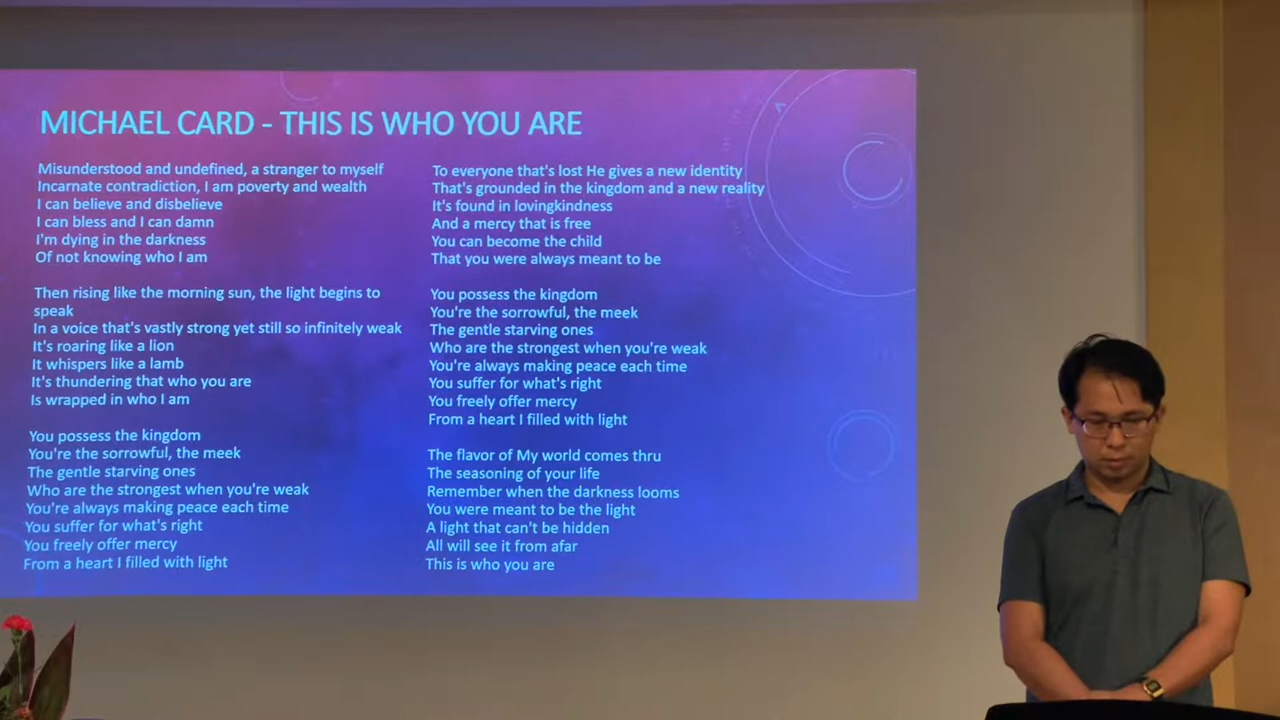 MICHAEL CARD - THIS IS WHO YOU ARE
Misunderstood and undefined, a stranger to myself
Incarnate contradiction, I am poverty and wealth
I can believe and disbelieve
I can bless and I can damn
I'm dying in the darkness
Of not knowing who I am
Then rising like the morning sun, the light begins to
speak
In a voice that's vastly strong yet still so infinitely weak
It's roaring like a lion
It whispers like a lamb
It's thundering that who you are
Is wrapped in who I am
You possess the kingdom
You're the sorrowful, the meek
The gentle starving ones
Who are the strongest when you're weak
You're always making peace each time
You suffer for what's right
You freely offer mercy
From a heart I filled with light
To everyone that's lost He gives a new identity
That's grounded in the kingdom and a new reality
It's found in lovingkindness
And a mercy that is free
You can become the child
That you were always meant to be
You possess the kingdom
You're the sorrowful, the meek
The gentle starving ones
Who are the strongest when you're weak
You're always making peace each time
You suffer for what's right
You freely offer mercy
From a heart I filled with light
The flavor of My world comes thru
The seasoning of your life
Remember when the darkness looms
You were meant to be the light
A light that can't be hidden
All will see it from afar
This is who you are